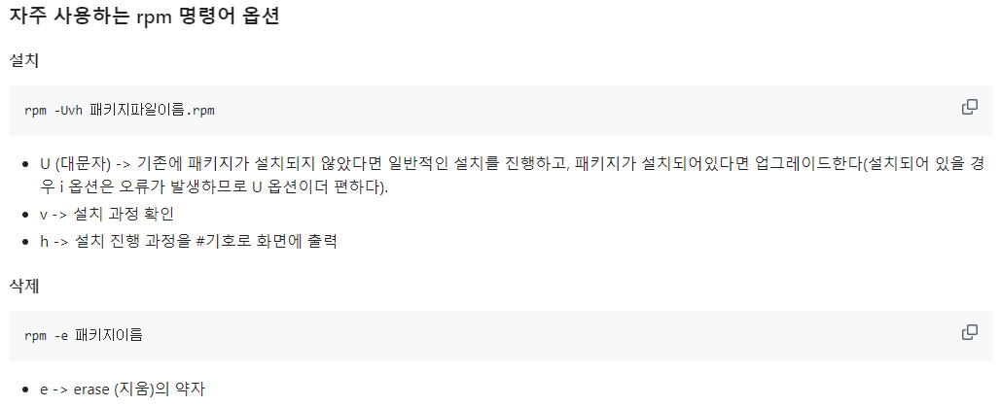 자주 사용하는 rpm 명령어 옵션
설치
rpm -Uvh 패키지파일이름.rpm
U (대문자) -> 기존에 패키지가 설치되지 않았다면 일반적인 설치를 진행하고, 패키지가 설치되어있다면 업그레이드한다(설치되어 있을 경
우 i 옵션은 오류가 발생하므로 U 옵션이더 편하다).
v -> 설치 과정 확인
h -> 설치 진행 과정을 #기호로 화면에 출력
삭제
rpm -e 패키지이름
e -> erase (지움)의 약자